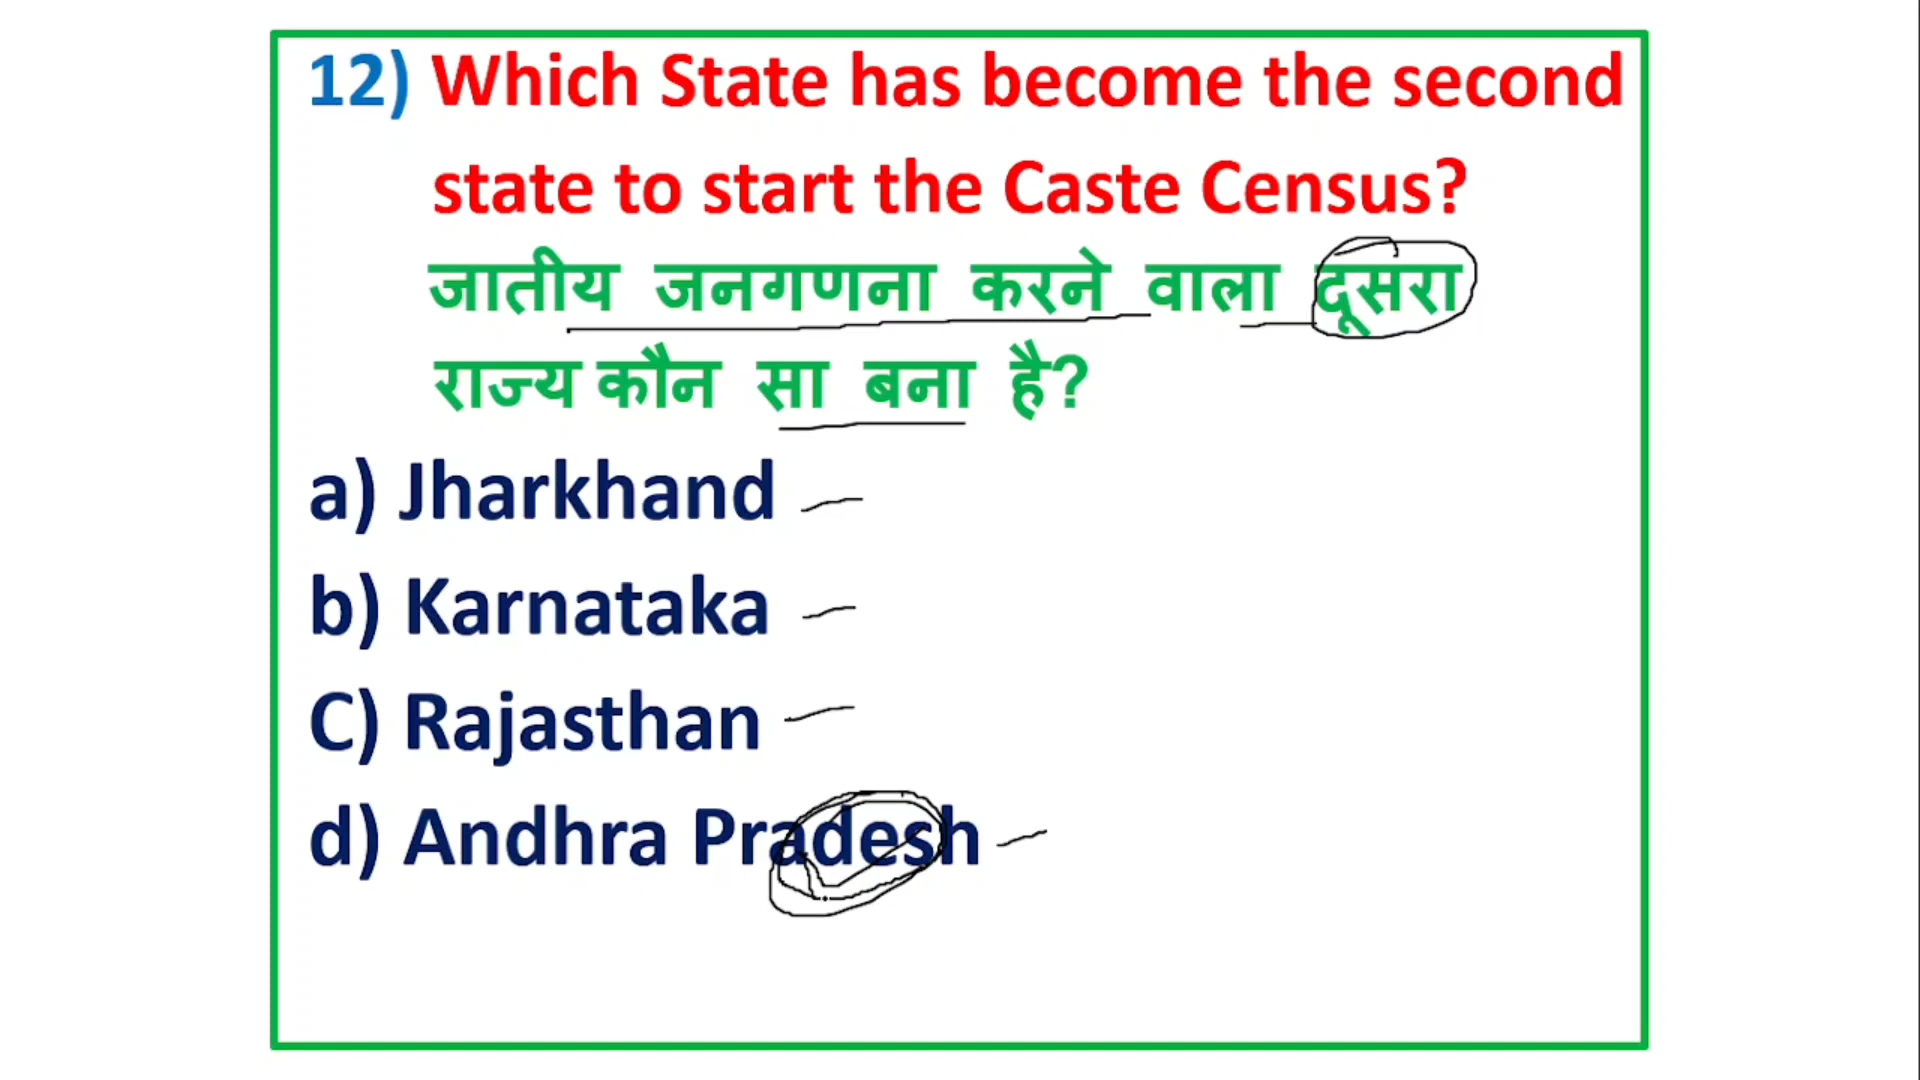 12) Which State has become the second
state to start the Caste Census?
जातीय जनगणना करने वाला दूसरा
राज्य कौन सा बना है?
a) Jharkhand
b) Karnataka
C) Rajasthan
d) Andhra Pradesh